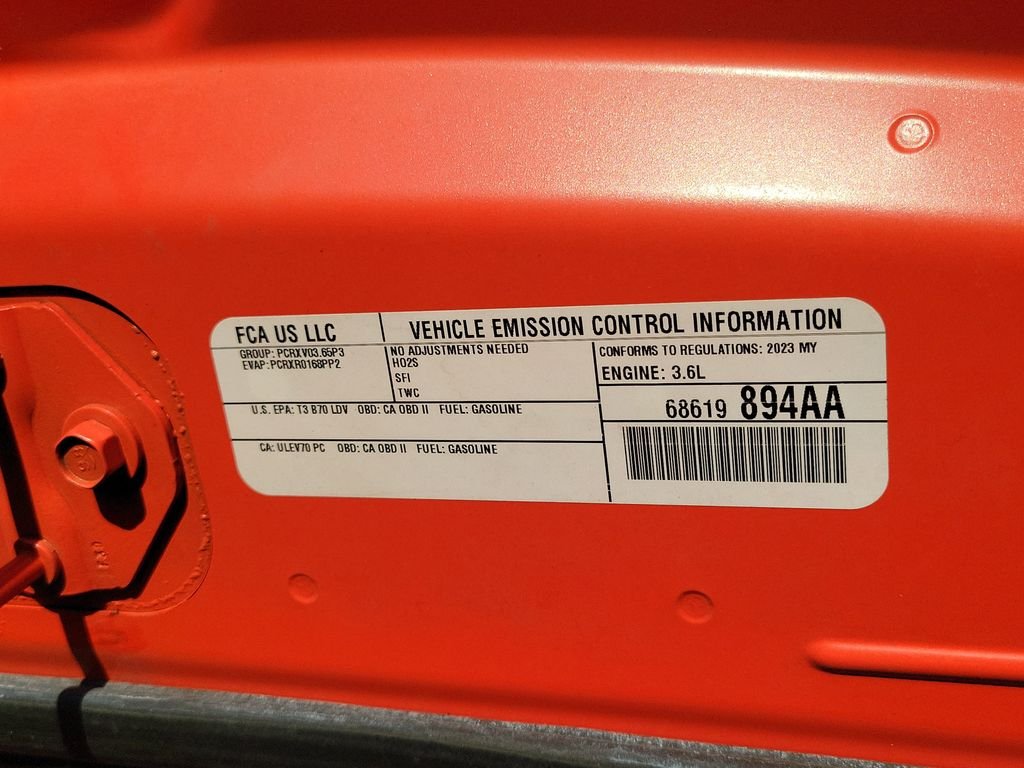 FCA US LLC
VEHICLE EMISSION CONTROL INFORMATION
GROUP: PCRXV03.65P3
EVAP: PCRXR0168PP2
NO ADJUSTMENTS NEEDED
HO2S
SFI
TWC
CONFORMS TO REGULATIONS: 2023 MY
ENGINE: 3.6L
U.S. EPA: T3 B70 LDV OBD: CA OBD II FUEL: GASOLINE
68619 894AA
CA: ULEV70 PC OBD: CA OBD II FUEL: GASOLINE